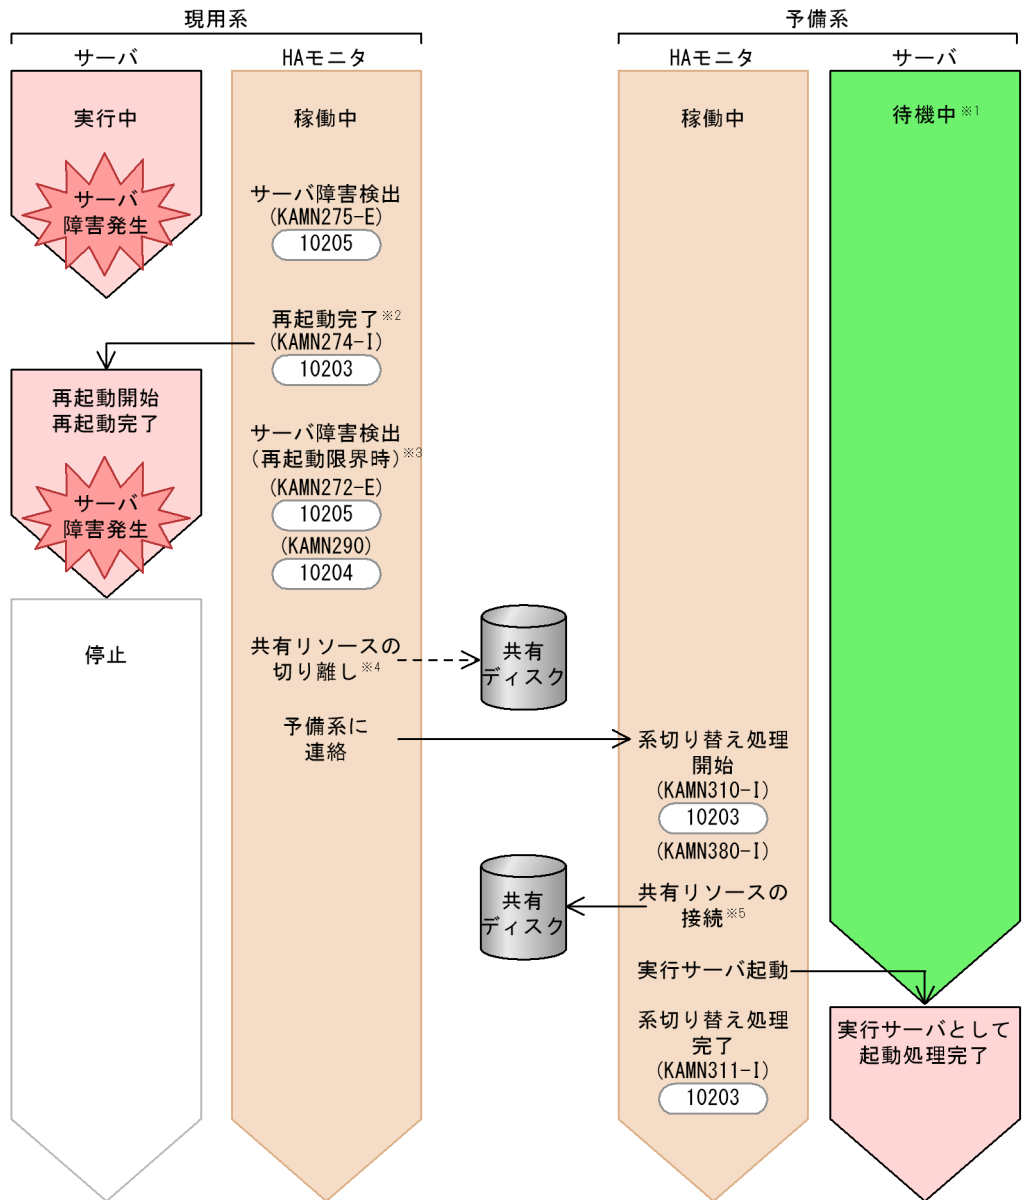 現用系
予備系
サーバ
HAモニタ
HAモニタ
サーバ
実行中
稼働中
稼働中
待機中※1
サーバ
障害発生
サーバ障害検出
(KAMN275-E)
10205
再起動完了※2
(KAMN274-I)
10203
再起動開始
再起動完了
サーバ障害検出
(再起動限界時)※3
(KAMN272-E)
10205
(KAMN290)
10204
サーバ
障害発生
停止
共有リソースの
切り離し※4
共有
ディスク
予備系に
連絡
系切り替え処理
開始
(KAMN310-I)
10203
(KAMN380-I)
共有リソースの
接続※5
共有
ディスク
実行サーバ起動
系切り替え処理
完了
(KAMN311-I)
10203
実行サーバとして
起動処理完了